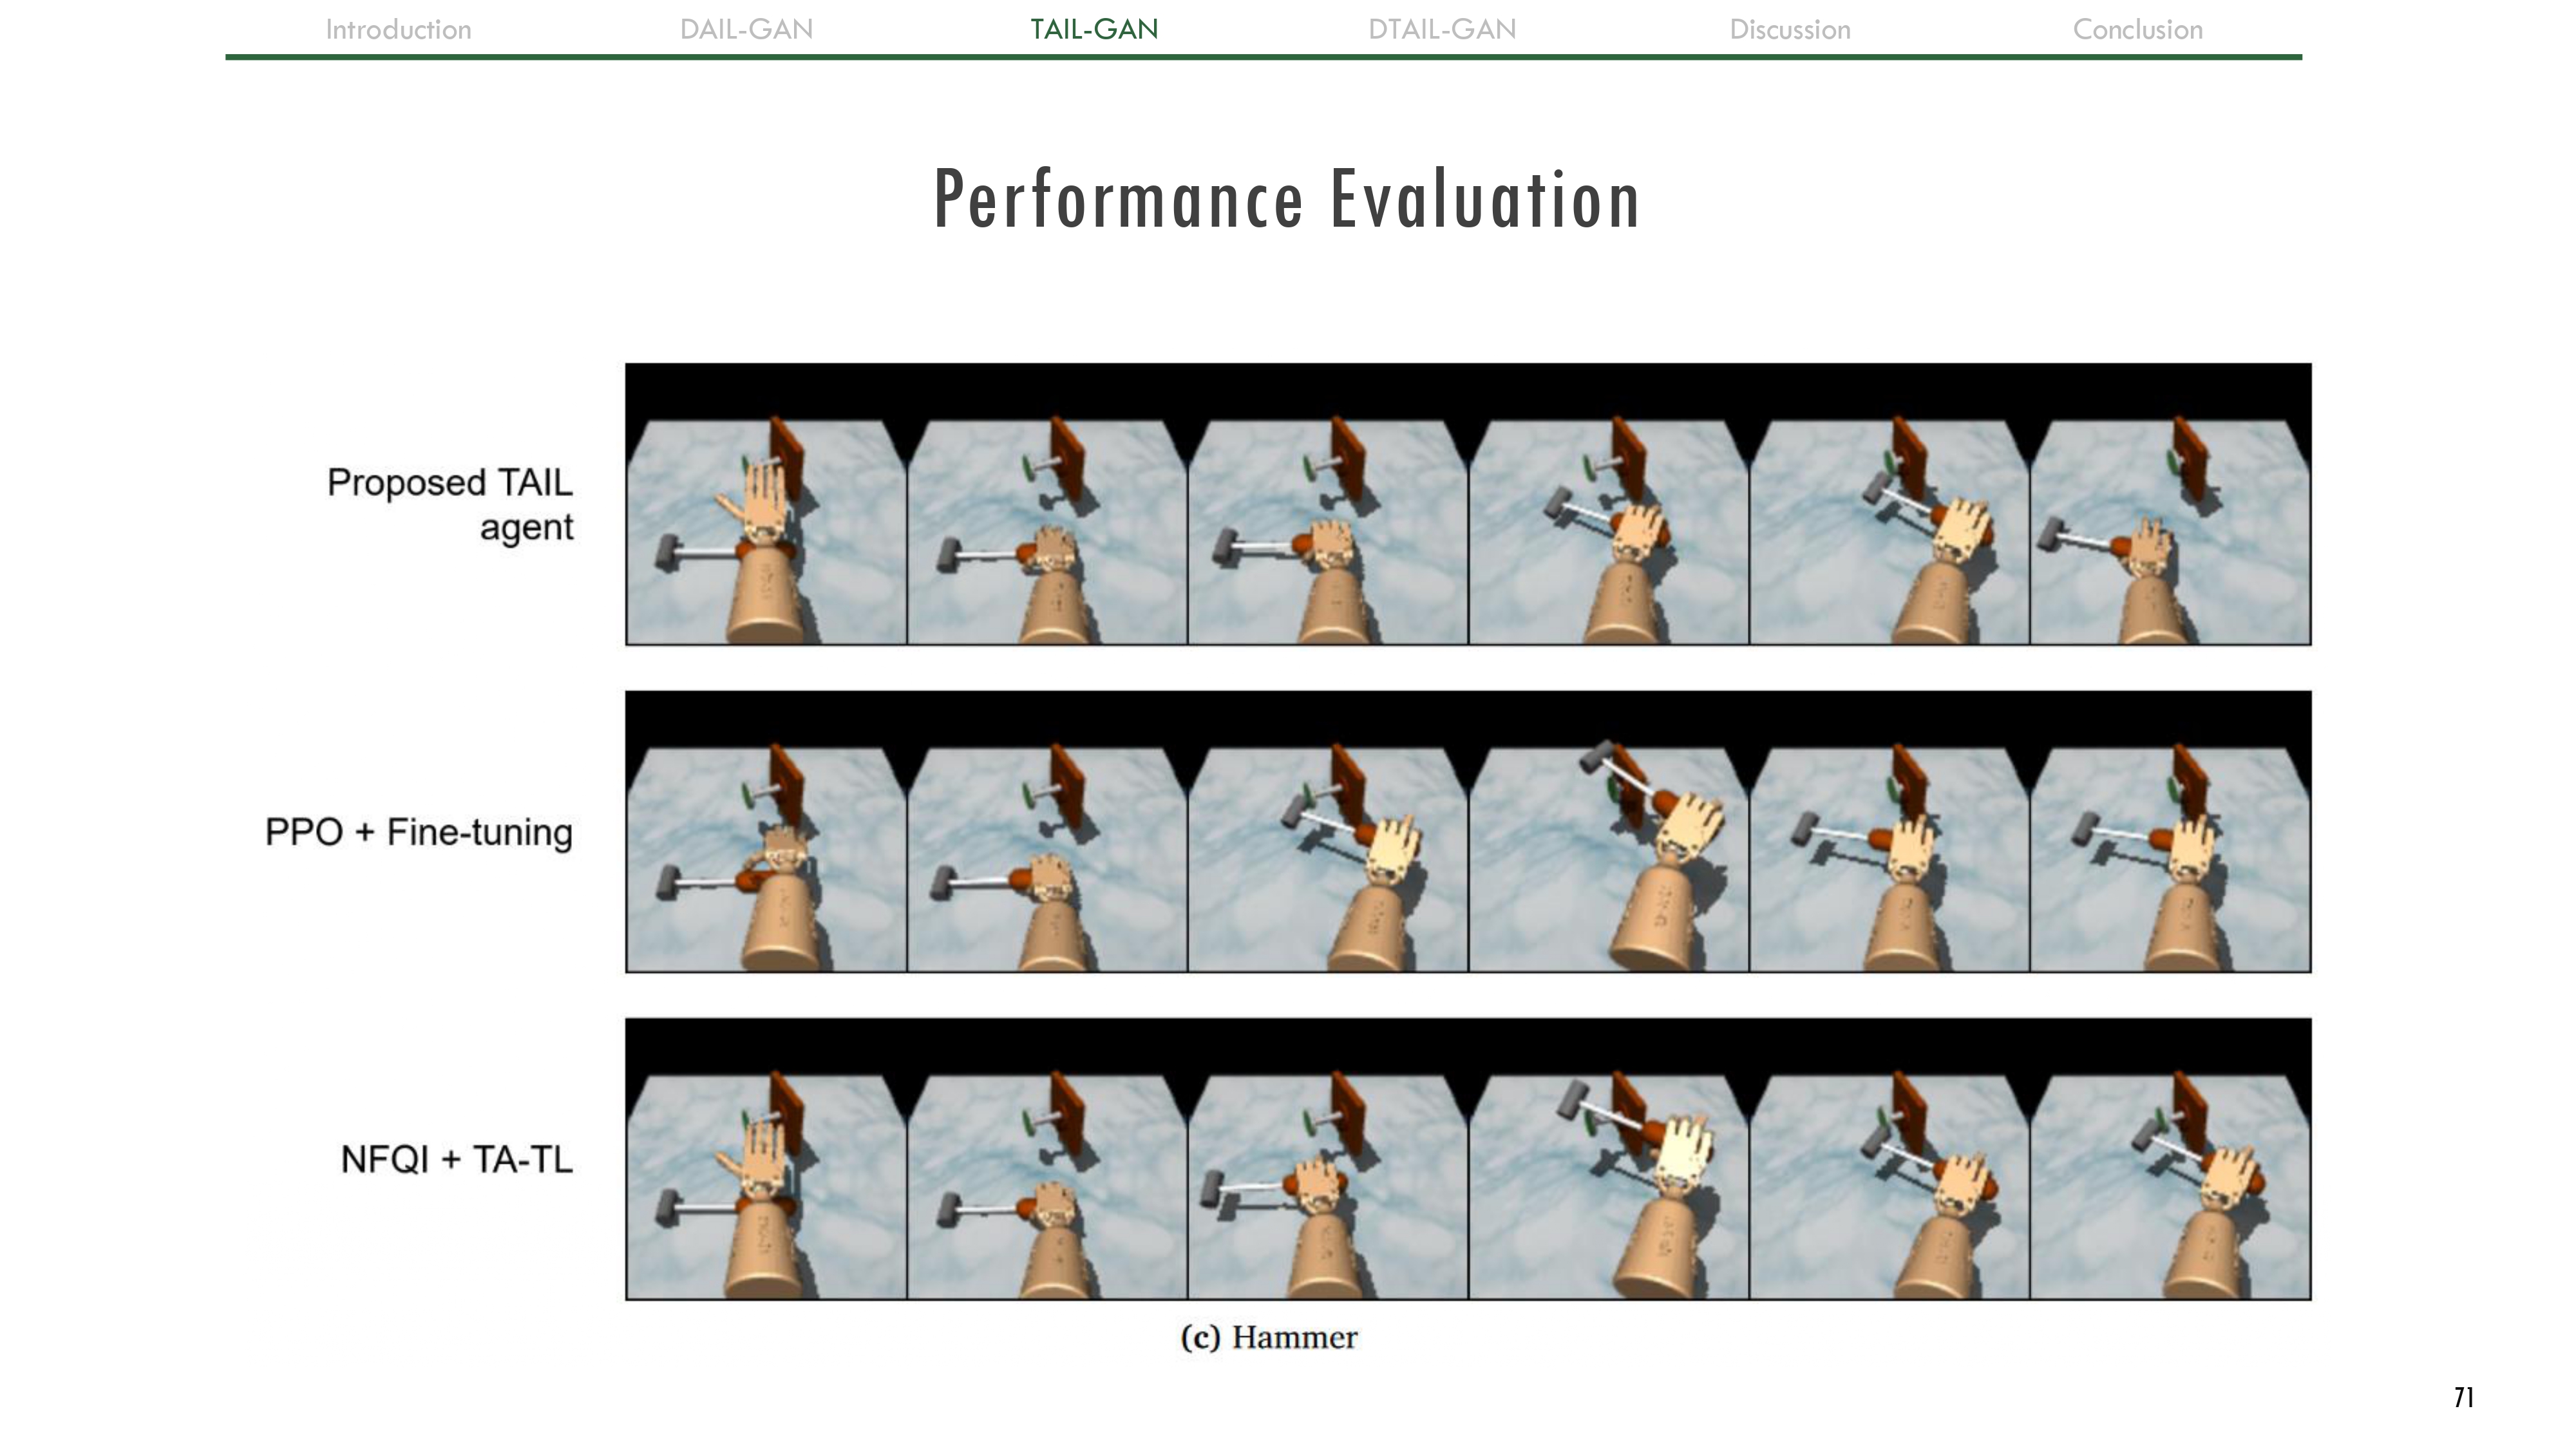 Introduction DAIL-GAN TAIL-GAN DTAIL-GAN Discussion Conclusion
Performance Evaluation
Proposed TAIL
agent
PPO + Fine-tuning
NFQI + TA-TL
(c) Hammer
71